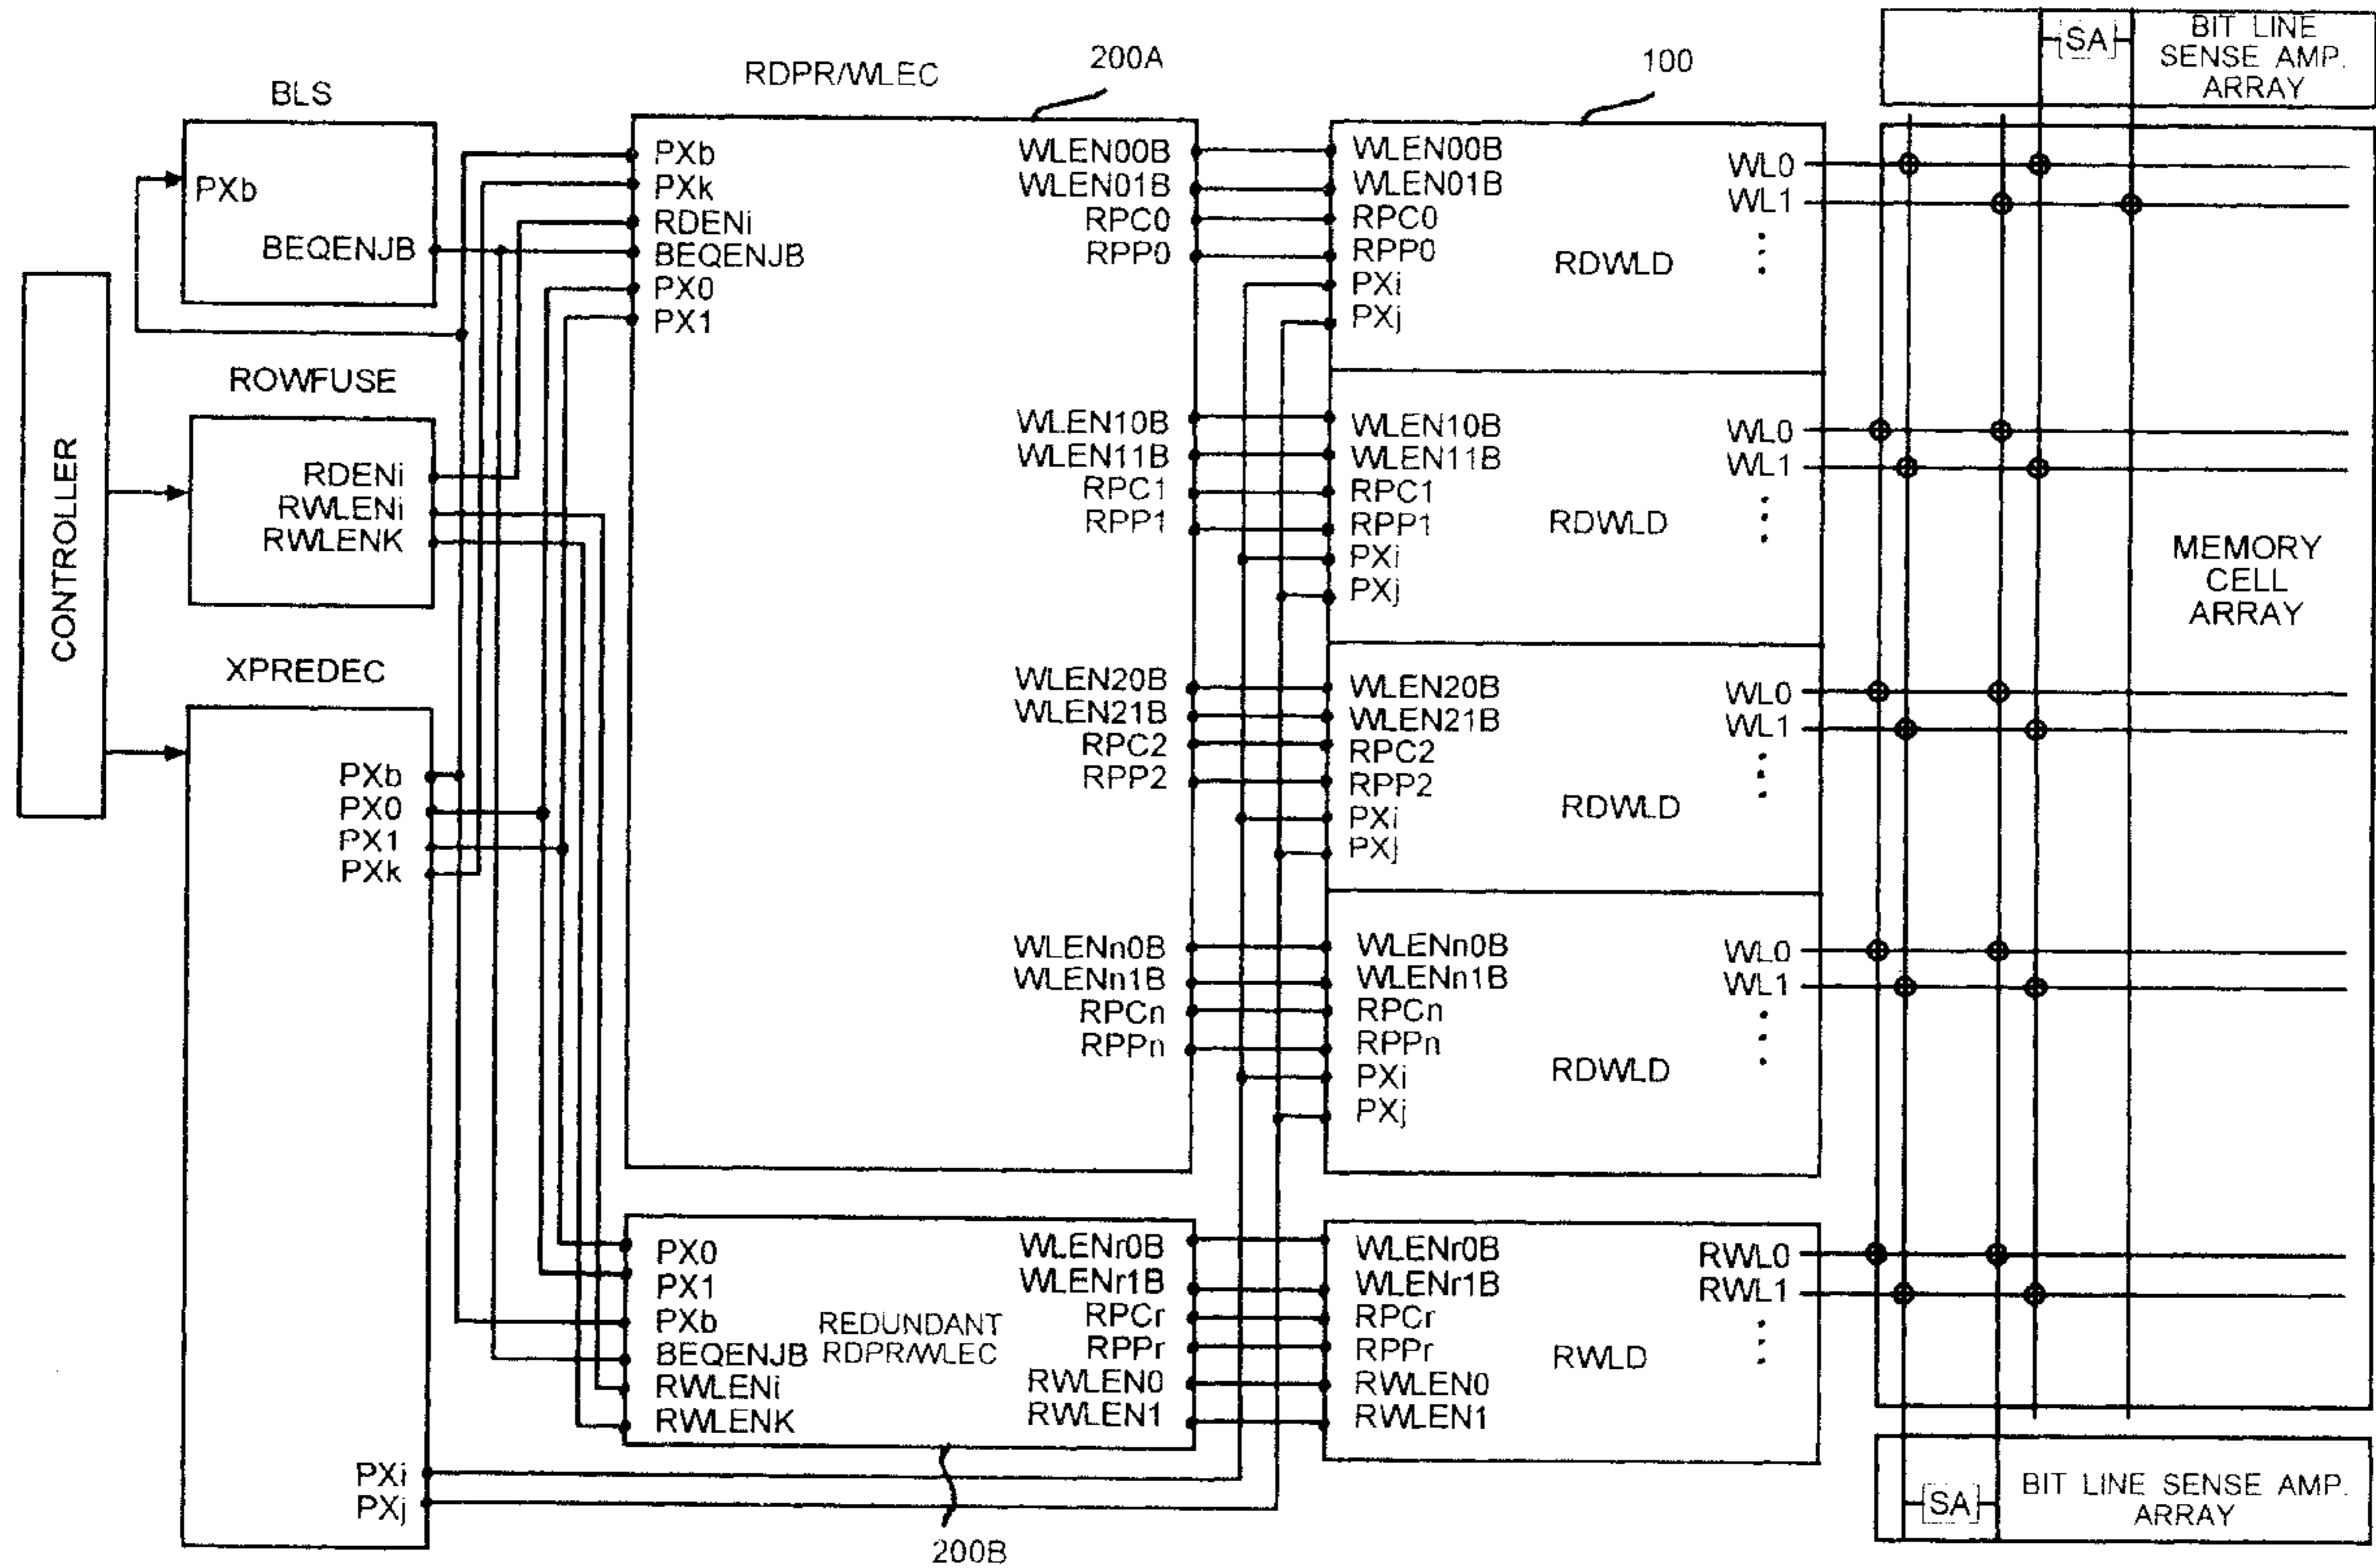 BLS
PXb
BEQENJB
CONTROLLER
ROWFUSE
RDENi
RWLENi
RWLENK
XPREDEC
PXb
PX0
PX1
PXk
PXi
PXj
RDPR/WLEC
200A
PXb
PXk
RDENi
BEQENJB
PX0
PX1
WLEN00B
WLEN01B
RPC0
RPP0
WLEN10B
WLEN11B
RPC1
RPP1
WLEN20B
WLEN21B
RPC2
RPP2
WLENn0B
WLENn1B
RPCn
RPPn
PX0
PX1
PXb
BEQENJB
RWLENi
RWLENK
REDUNDANT
RDPR/WLEC
WLENr0B
WLENr1B
RPCr
RPPr
RWLEN0
RWLEN1
200B
100
WLEN00B
WLEN01B
RPC0
RPP0
PXi
PXj
RDWLD
WL0
WL1
WLEN10B
WLEN11B
RPC1
RPP1
PXi
PXj
RDWLD
WL0
WL1
WLEN20B
WLEN21B
RPC2
RPP2
PXi
PXj
RDWLD
WL0
WL1
WLENn0B
WLENn1B
RPCn
RPPn
PXi
PXj
RDWLD
WL0
WL1
WLENr0B
WLENr1B
RPCr
RPPr
RWLEN0
RWLEN1
RWLD
RWL0
RWL1
SA
BIT LINE
SENSE AMP.
ARRAY
MEMORY
CELL
ARRAY
SA
BIT LINE SENSE AMP.
ARRAY